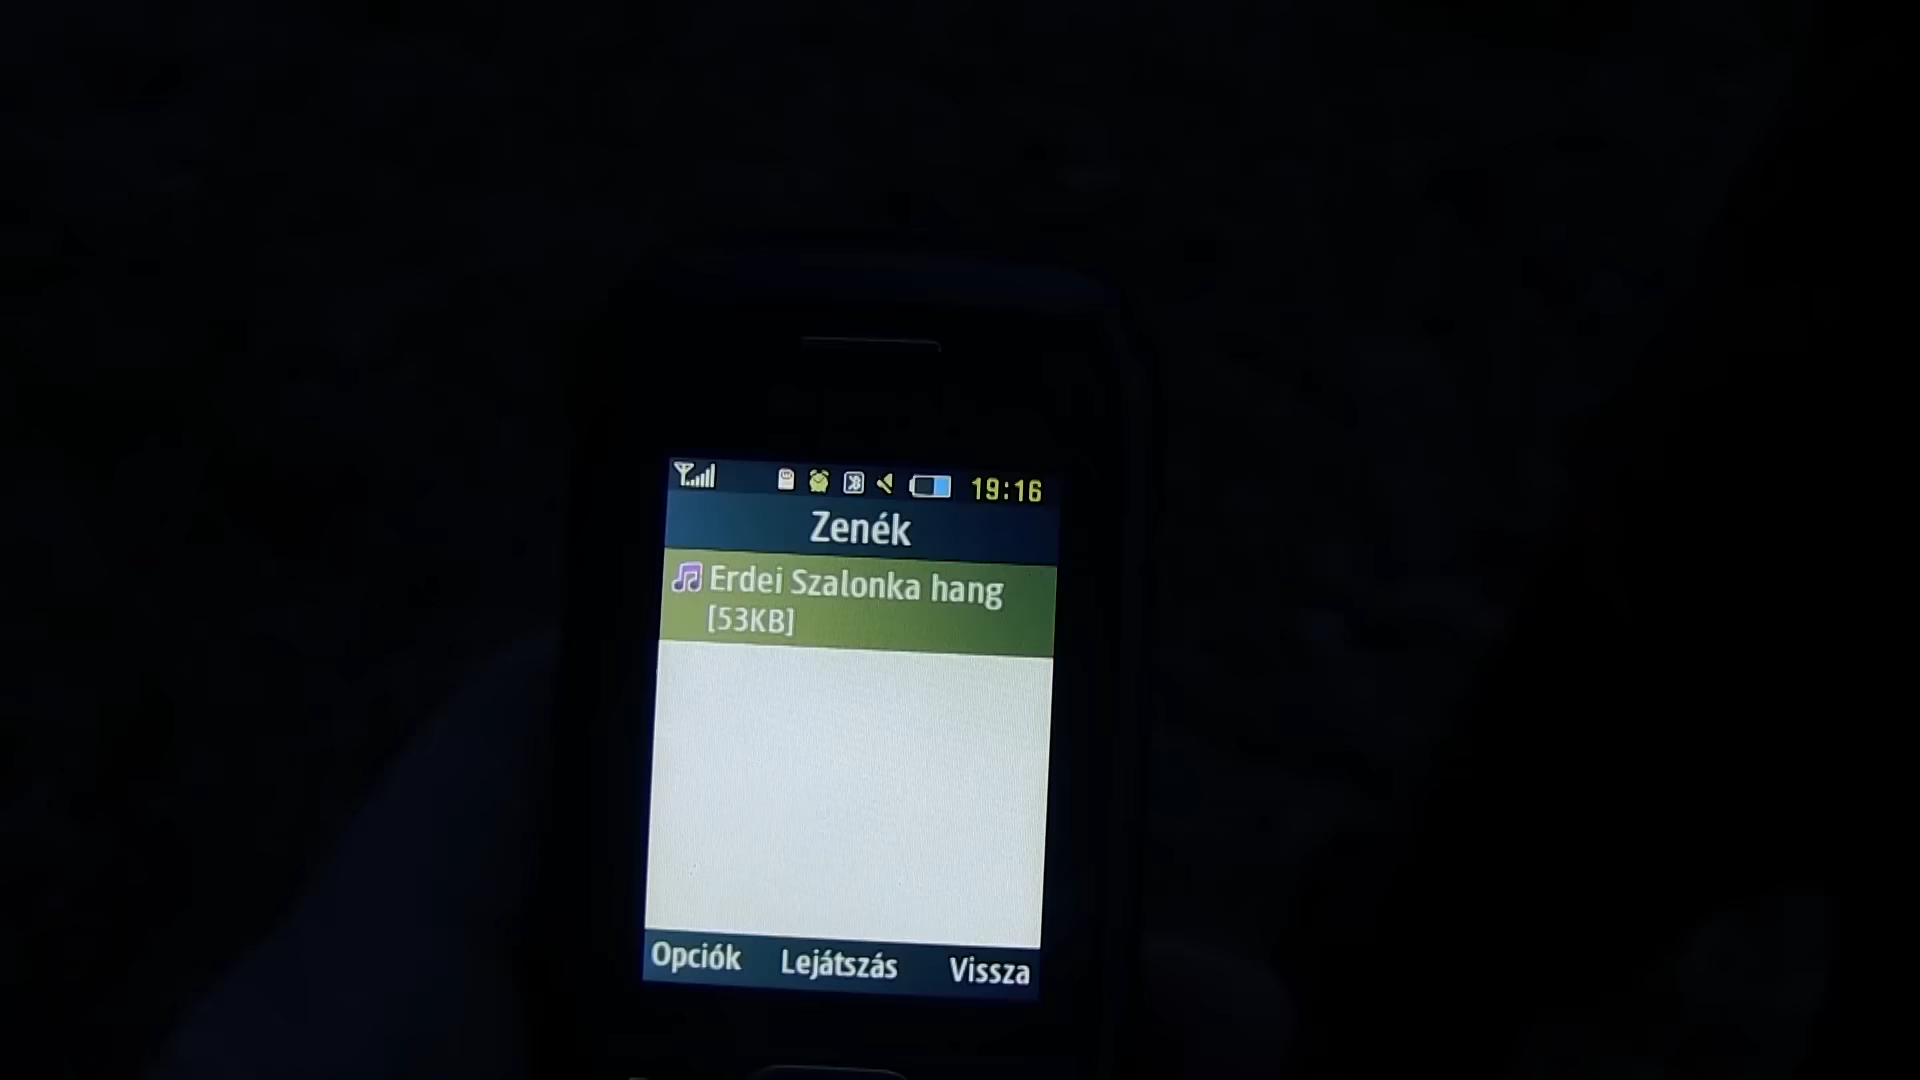 19:16
Zenék
Erdei Szalonka hang
[53KB]
Opciók Lejátszás Vissza